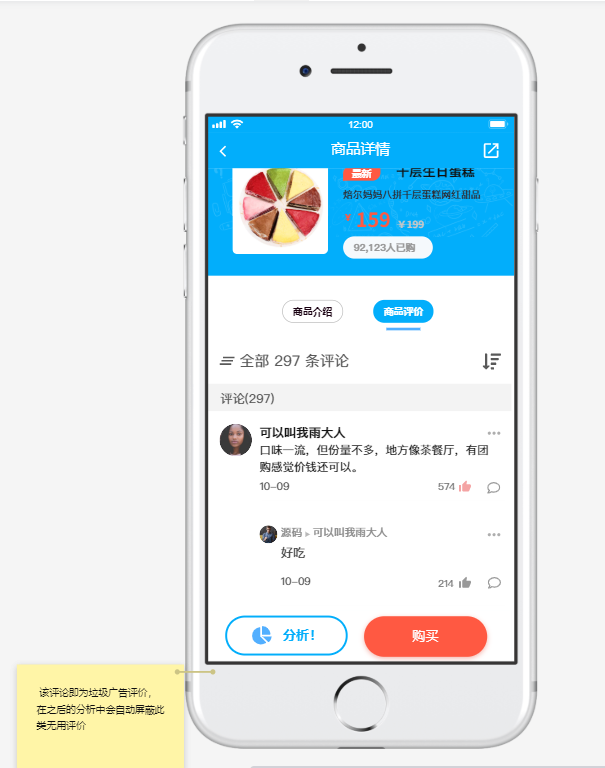 12:00
商品详情
最新 千层生日蛋糕
焙尔妈妈八拼千层蛋糕网红甜品
￥159 ￥199
92,123人已购
商品介绍 商品评价
全部 297 条评论
评论(297)
可以叫我雨大人
口味一流，但份量不多，地方像茶餐厅，有团
购感觉价钱还可以。
10-09 574
源码 ▸ 可以叫我雨大人
好吃
10-09 214
分析！ 购买
该评论即为垃圾广告评价，
在之后的分析中会自动屏蔽此
类无用评价